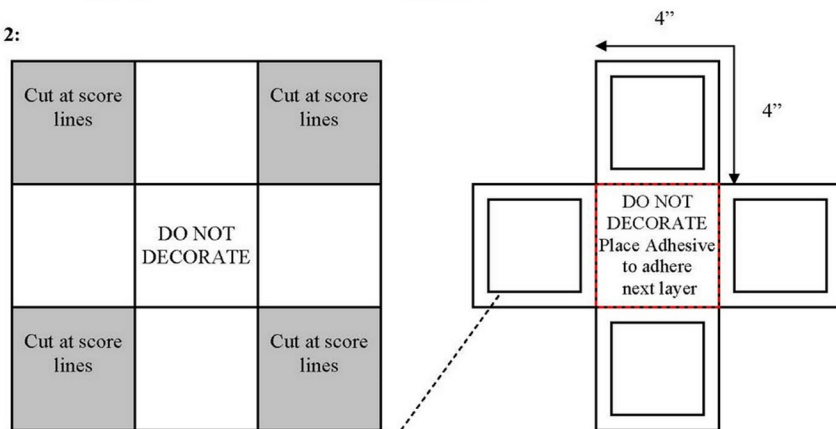 2:
4”
Cut at score
lines
Cut at score
lines
4”
DO NOT
DECORATE
DO NOT
DECORATE
Place Adhesive
to adhere
next layer
Cut at score
lines
Cut at score
lines